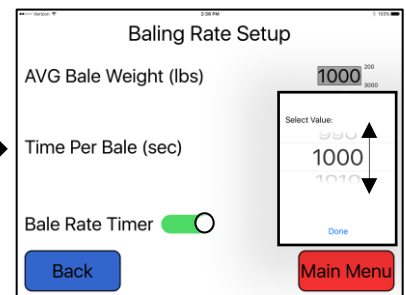 Verizon 2:36 PM 100%
Baling Rate Setup
AVG Bale Weight (lbs) 1000 200
3000
Select Value:
990
Time Per Bale (sec) 1000
1010
Bale Rate Timer
Done
Back Main Menu